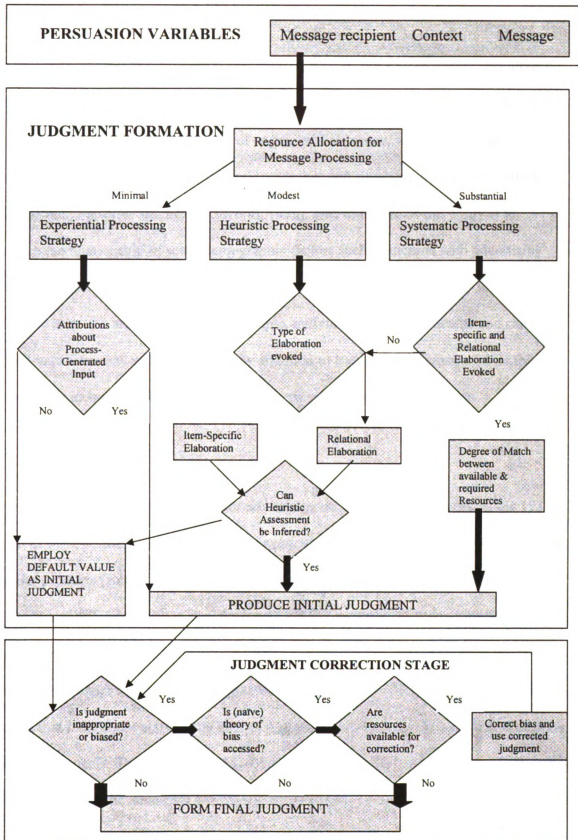 PERSUASION VARIABLES
Message recipient Context Message
JUDGMENT FORMATION
Resource Allocation for
Message Processing
Minimal
Modest
Substantial
Experiential Processing
Strategy
Heuristic Processing
Strategy
Systematic Processing
Strategy
Attributions
about
Process-
Generated
Input
Type of
Elaboration
evoked
No
Item-
specific and
Relational
Elaboration
Evoked
No
Yes
Yes
Item-Specific
Elaboration
Relational
Elaboration
Degree of Match
between
available &
required
Resources
Can
Heuristic
Assessment
be Inferred?
EMPLOY
DEFAULT VALUE
AS INITIAL
JUDGMENT
Yes
PRODUCE INITIAL JUDGMENT
JUDGMENT CORRECTION STAGE
Is judgment
inappropriate
or biased?
Yes
Is (naïve)
theory of
bias
accessed?
Yes
Are
resources
available for
correction?
Yes
Correct bias and
use corrected
judgment
No
No
No
FORM FINAL JUDGMENT